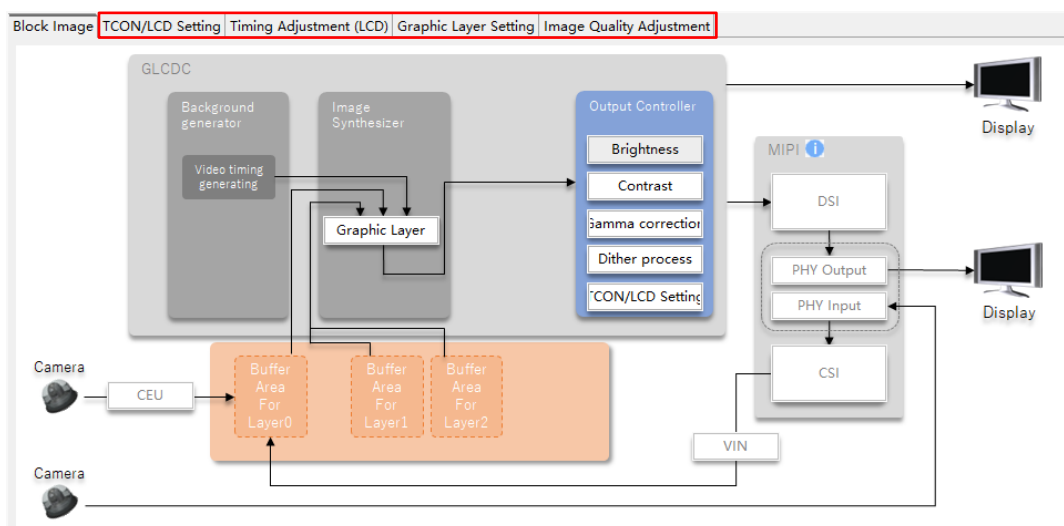 Block Image TCON/LCD Setting Timing Adjustment (LCD) Graphic Layer Setting Image Quality Adjustment
GLCDC
Background
generator
Video timing
generating
Image
Synthesizer
Graphic Layer
Output Controller
Brightness
Contrast
Gamma correction
Dither process
TCON/LCD Setting
Display
MIPI i
DSI
PHY Output
PHY Input
CSI
Display
VIN
Camera
CEU
Buffer
Area
For
Layer0
Buffer
Area
For
Layer1
Buffer
Area
For
Layer2
Camera